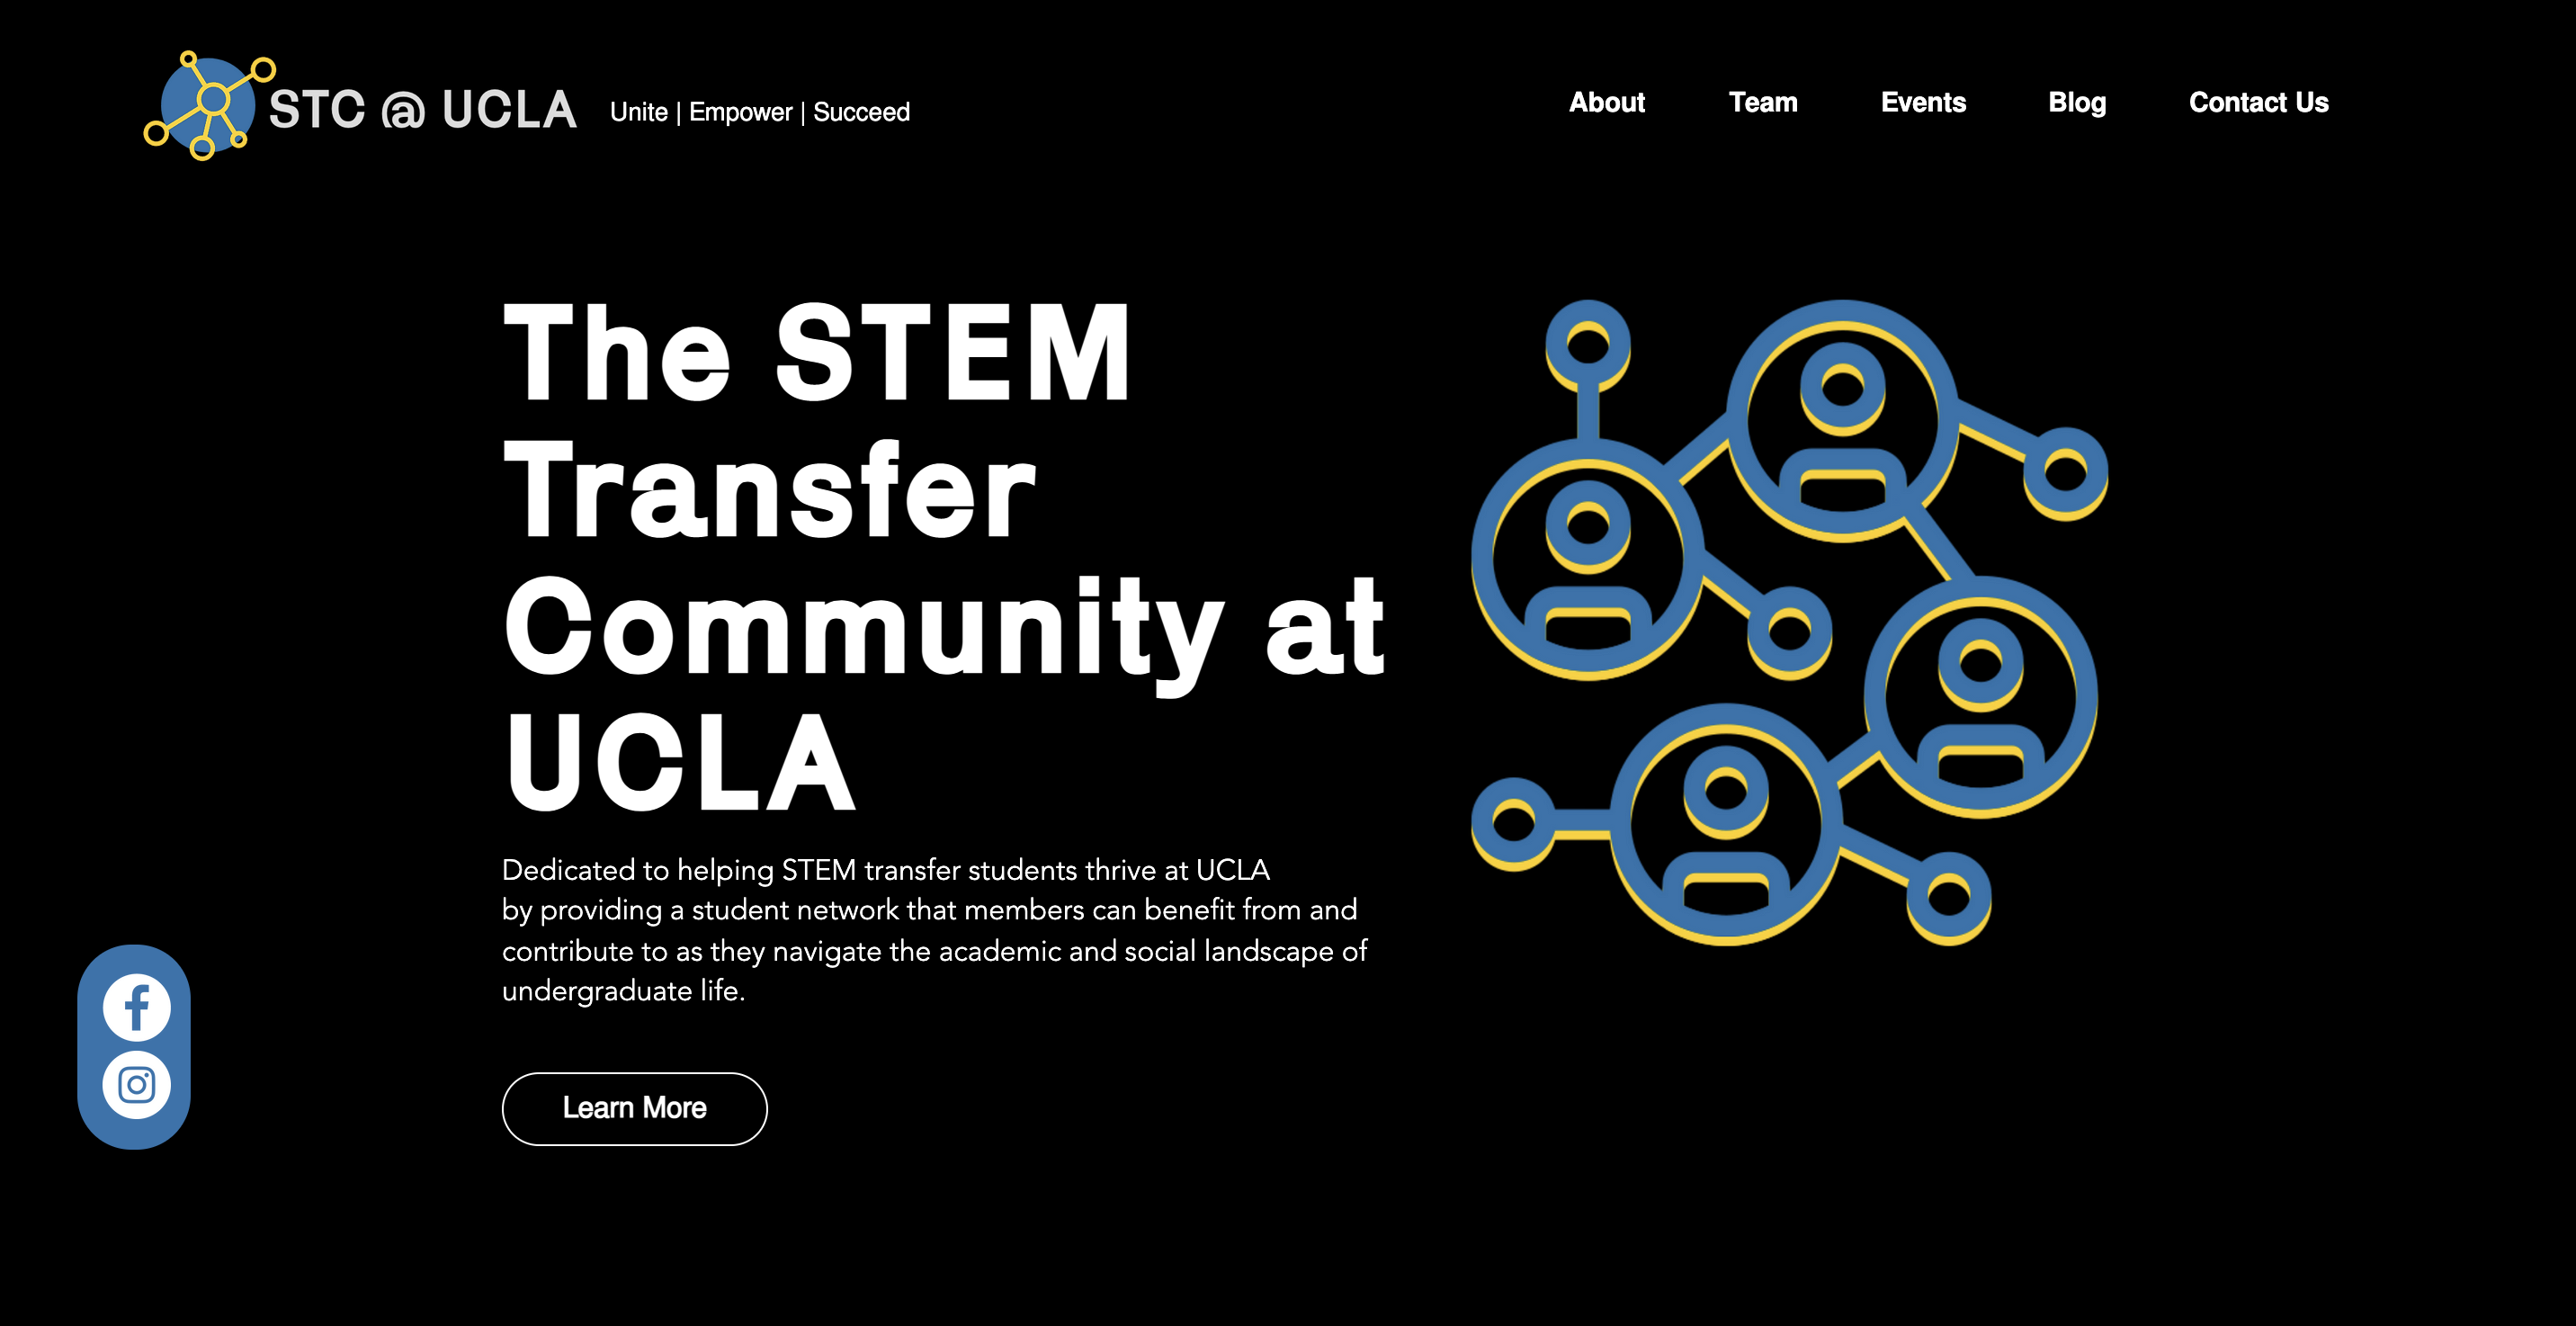 STC @ UCLA
Unite | Empower | Succeed
About
Team
Events
Blog
Contact Us
The STEM
Transfer
Community at
UCLA
Dedicated to helping STEM transfer students thrive at UCLA
by providing a student network that members can benefit from and
contribute to as they navigate the academic and social landscape of
undergraduate life.
Learn More